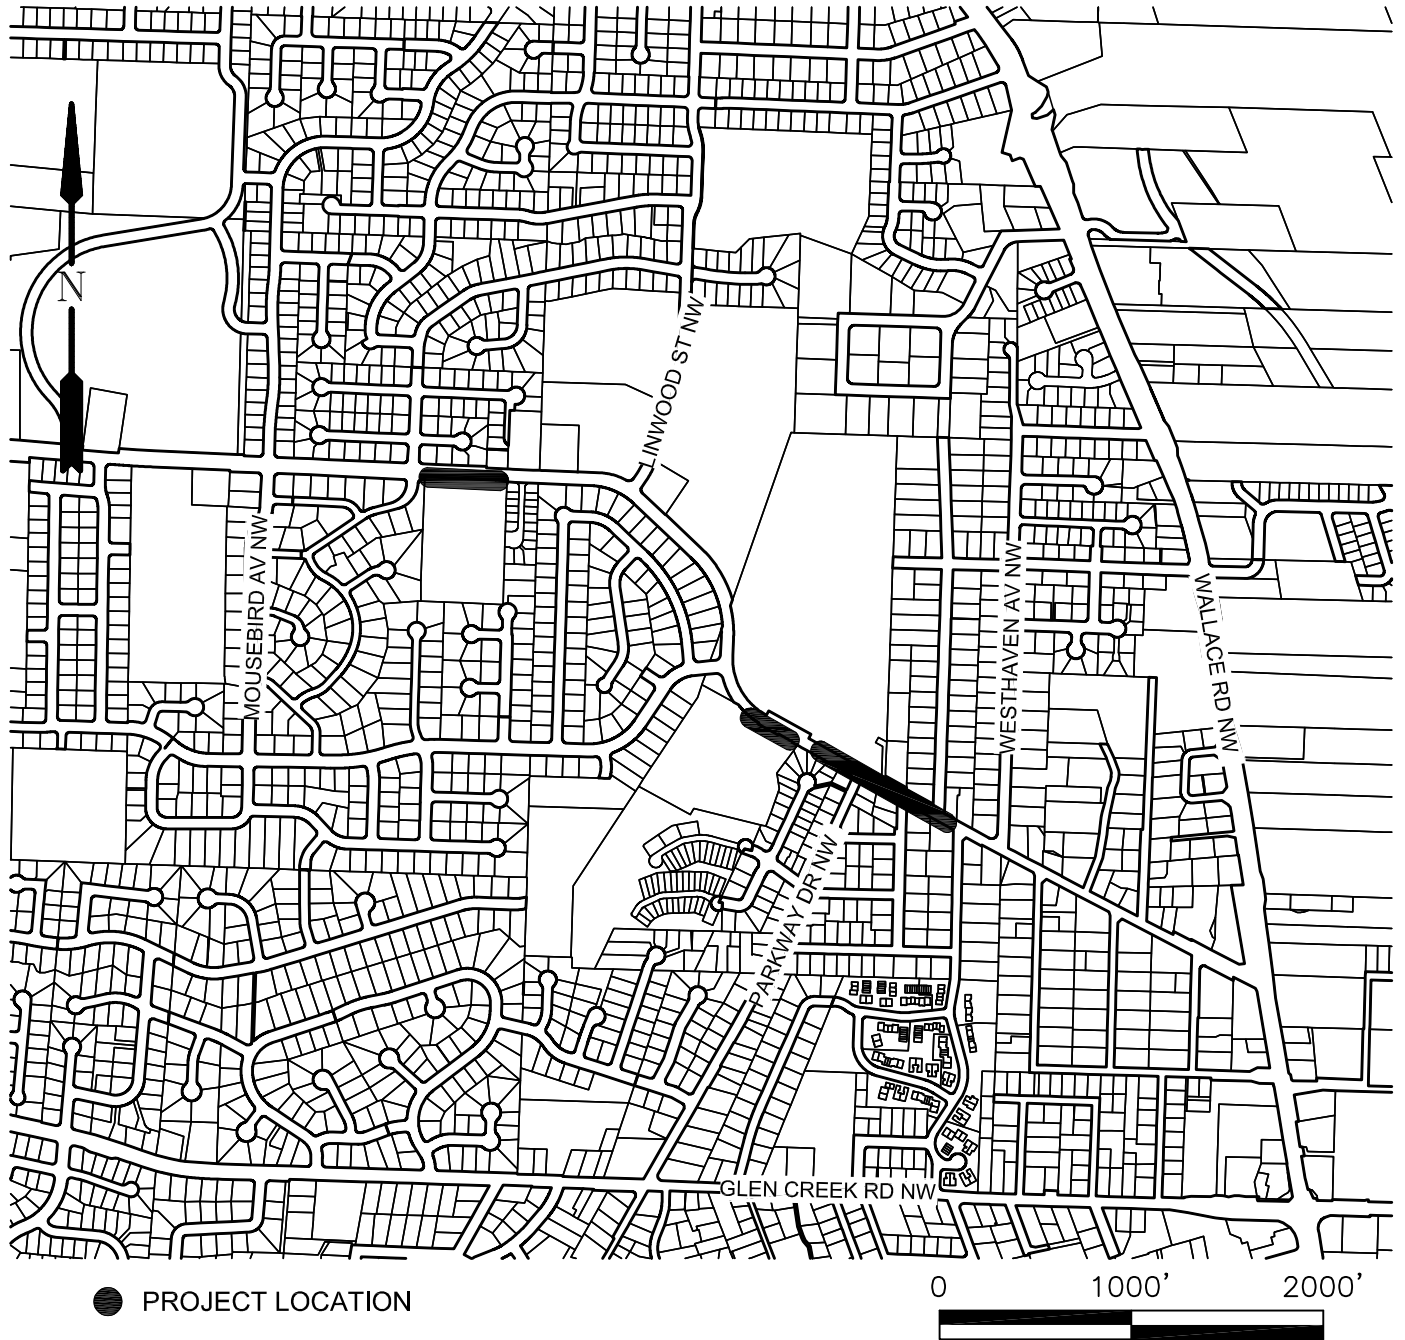 N
LINWOOD ST NW
MOUSEBIRD AV NW
WESTHAVEN AV NW
WALLACE RD NW
PARKWAY DR NW
GLEN CREEK RD NW
PROJECT LOCATION
0 1000' 2000'